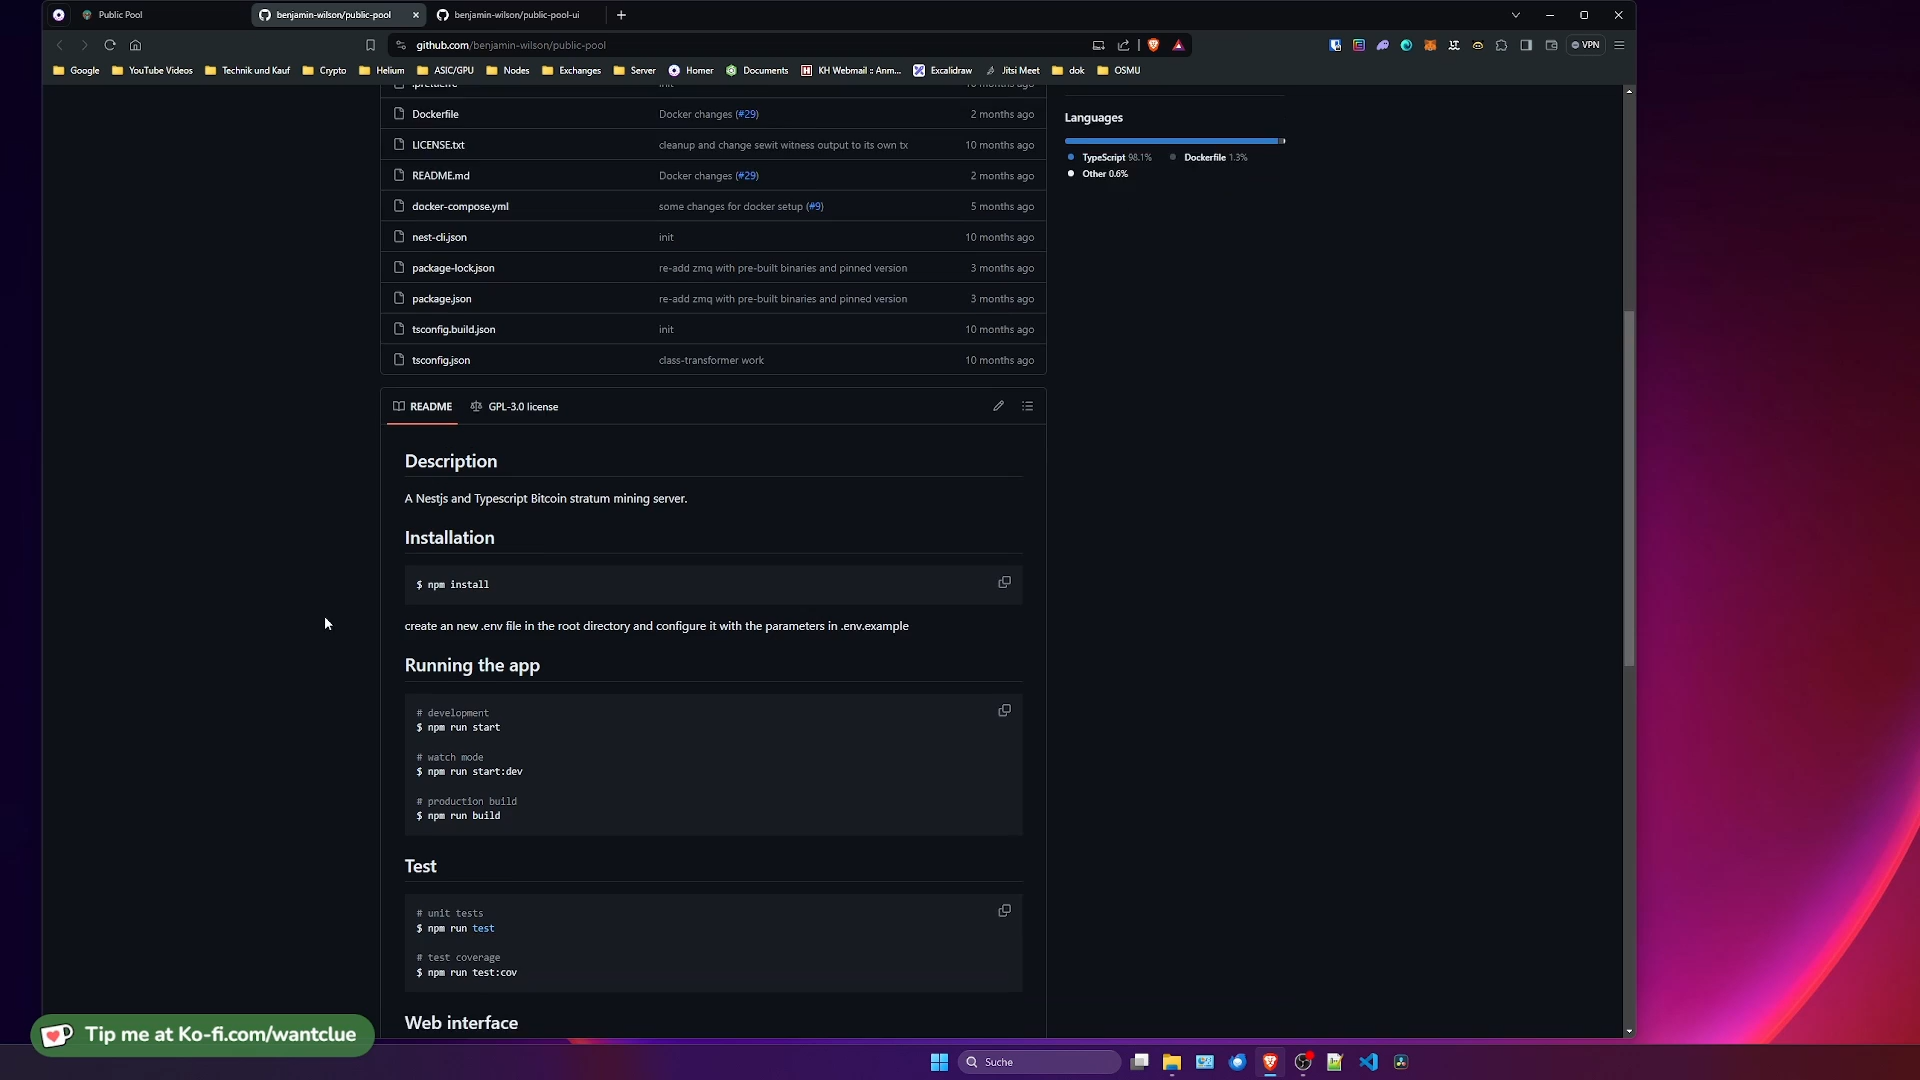 Public Pool
benjamin-wilson/public-pool
benjamin-wilson/public-pool-ui
github.com/benjamin-wilson/public-pool
VPN
Google
YouTube Videos
Technik und Kauf
Crypto
Helium
ASIC/GPU
Nodes
Exchanges
Server
Homer
Documents
KH Webmail :: Anm...
Excalidraw
Jitsi Meet
dok
OSMU
.prettierrc init 10 months ago
Dockerfile Docker changes (#29) 2 months ago
LICENSE.txt cleanup and change sewit witness output to its own tx 10 months ago
README.md Docker changes (#29) 2 months ago
docker-compose.yml some changes for docker setup (#9) 5 months ago
nest-cli.json init 10 months ago
package-lock.json re-add zmq with pre-built binaries and pinned version 3 months ago
package.json re-add zmq with pre-built binaries and pinned version 3 months ago
tsconfig.build.json init 10 months ago
tsconfig.json class-transformer work 10 months ago
Languages
TypeScript 98.1% Dockerfile 1.3%
Other 0.6%
README GPL-3.0 license
Description
A Nestjs and Typescript Bitcoin stratum mining server.
Installation
$ npm install
create an new .env file in the root directory and configure it with the parameters in .env.example
Running the app
# development
$ npm run start
# watch mode
$ npm run start:dev
# production build
$ npm run build
Test
# unit tests
$ npm run test
# test coverage
$ npm run test:cov
Web interface
Tip me at Ko-fi.com/wantclue
Suche